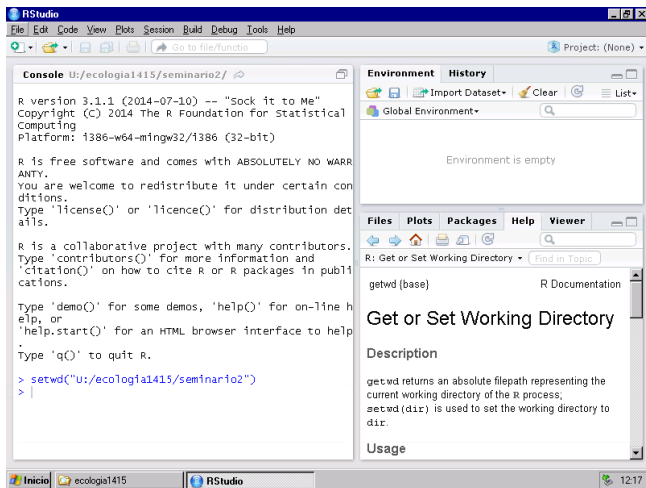 RStudio
File Edit Code View Plots Session Build Debug Tools Help
Go to file/functio
Project: (None)
Console U:/ecologia1415/seminario2/
R version 3.1.1 (2014-07-10) -- "Sock it to Me"
Copyright (C) 2014 The R Foundation for Statistical
Computing
Platform: i386-w64-mingw32/i386 (32-bit)
R is free software and comes with ABSOLUTELY NO WARR
ANTY.
You are welcome to redistribute it under certain con
ditions.
Type 'license()' or 'licence()' for distribution det
ails.
R is a collaborative project with many contributors.
Type 'contributors()' for more information and
'citation()' on how to cite R or R packages in publi
cations.
Type 'demo()' for some demos, 'help()' for on-line h
elp, or
'help.start()' for an HTML browser interface to help
.
Type 'q()' to quit R.
> setwd("U:/ecologia1415/seminario2")
>
Environment History
Import Dataset Clear List
Global Environment
Environment is empty
Files Plots Packages Help Viewer
R: Get or Set Working Directory Find in Topic
getwd {base} R Documentation
Get or Set Working Directory
Description
getwd returns an absolute filepath representing the
current working directory of the R process;
setwd(dir) is used to set the working directory to
dir.
Usage
Inicio ecologia1415 RStudio 12:17